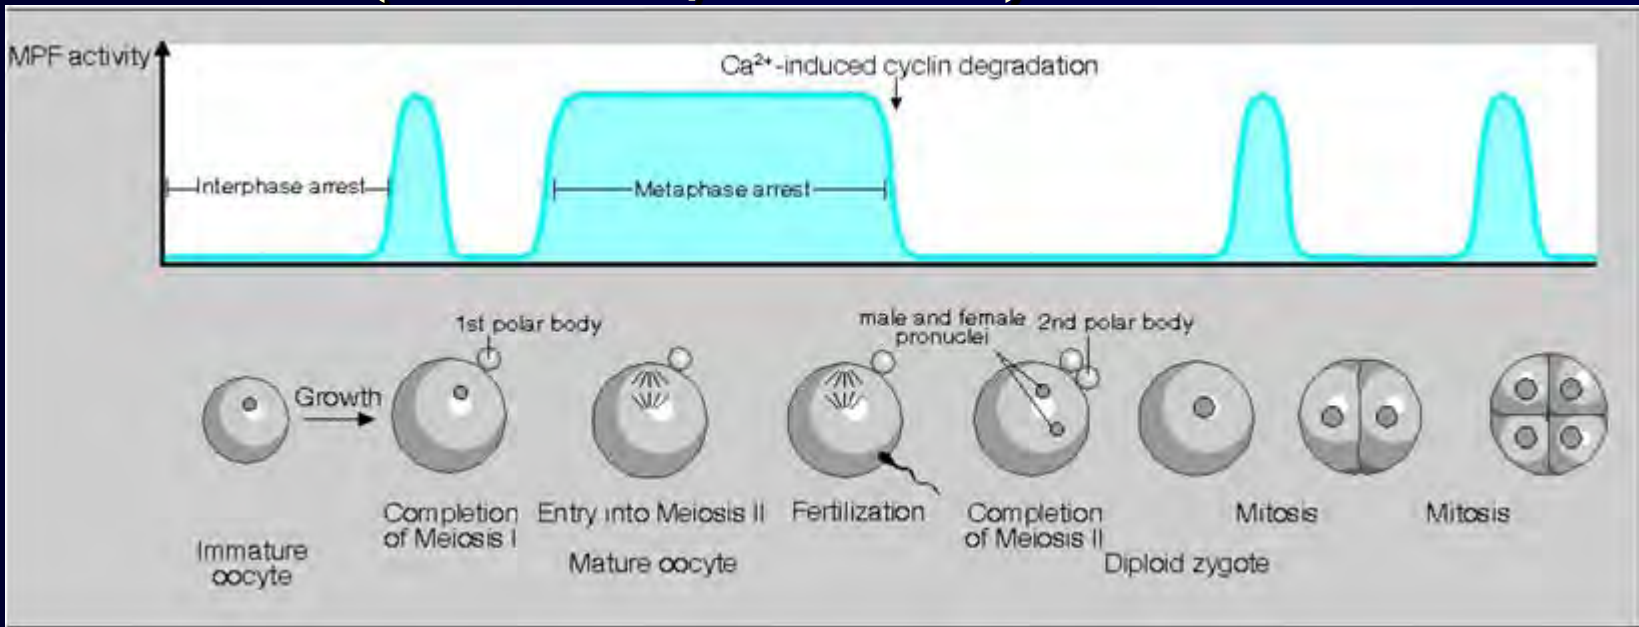 MPF activity
Ca²⁺-induced cyclin degradation
Interphase arrest
Metaphase arrest
1st polar body
male and female
pronuclei
2nd polar body
Growth
Immature
oocyte
Completion
of Meiosis I
Entry into Meiosis II
Mature oocyte
Fertilization
Completion
of Meiosis II
Diploid zygote
Mitosis
Mitosis